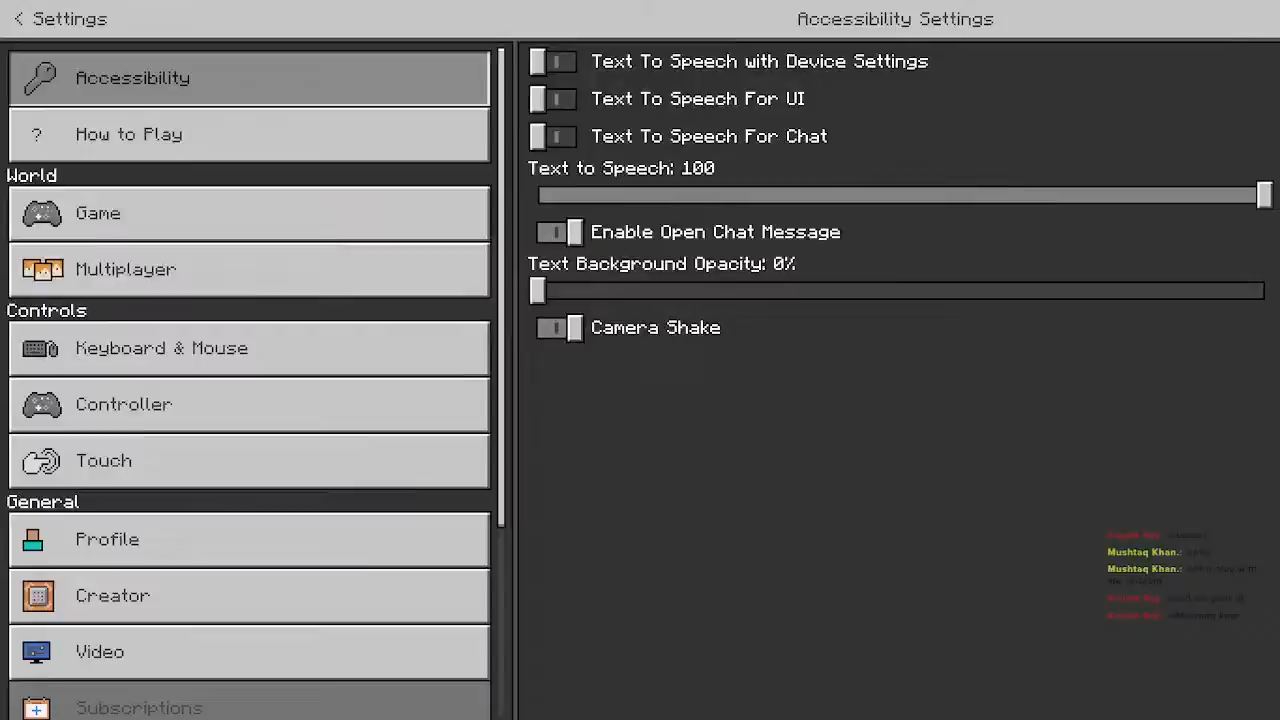 Settings
Accessibility Settings
Accessibility
How to Play
World
Game
Multiplayer
Controls
Keyboard & Mouse
Controller
Touch
General
Profile
Creator
Video
Subscriptions
Text To Speech with Device Settings
Text To Speech For UI
Text To Speech For Chat
Text to Speech: 100
Enable Open Chat Message
Text Background Opacity: 0%
Camera Shake
Mushtaq Khan.:
Mushtaq Khan.: